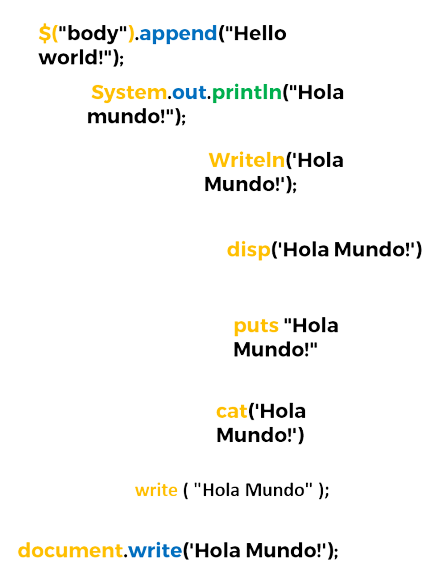 $("body").append("Hello
world!");
System.out.println("Hola
mundo!");
Writeln('Hola
Mundo!');
disp('Hola Mundo!')
puts "Hola
Mundo!"
cat('Hola
Mundo!')
write ( "Hola Mundo" );
document.write('Hola Mundo!');